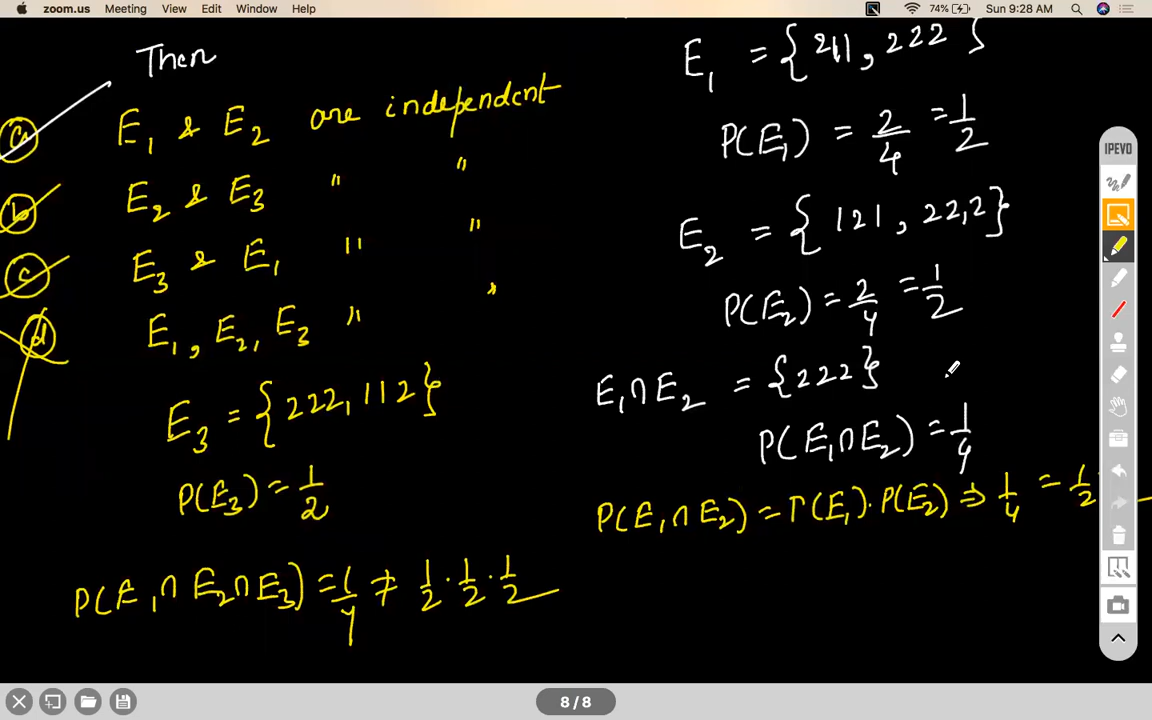 zoom.us Meeting View Edit Window Help 74% Sun 9:28 AM
Then
(a) E₁ & E₂ are independent
(b) E₂ & E₃ " "
(c) E₃ & E₁ " "
(d) E₁, E₂, E₃ " "
E₃ = {222, 112}
P(E₃) = 1/2
P(E₁∩E₂∩E₃) = 1/4 ≠ 1/2 · 1/2 · 1/2
E₁ = {211, 222}
P(E₁) = 2/4 = 1/2
E₂ = {121, 22,2}
P(E₂) = 2/4 = 1/2
E₁∩E₂ = {222}
P(E₁∩E₂) = 1/4
P(E₁∩E₂) = P(E₁)·P(E₂) ⇒ 1/4 = 1/2
IPEVO
8 / 8